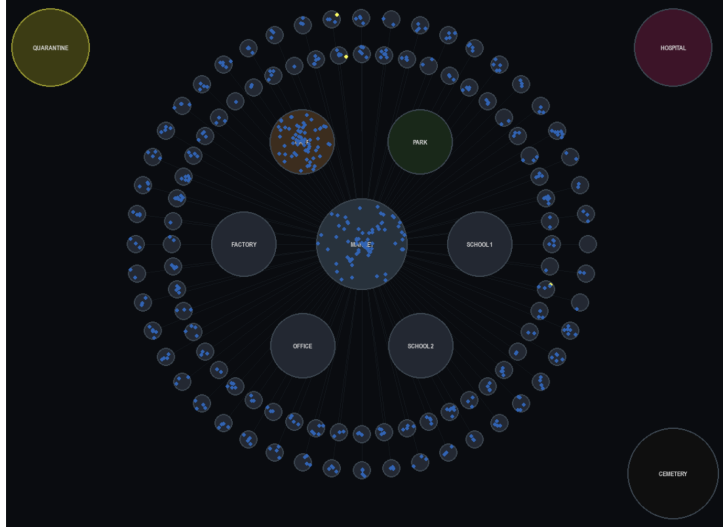 QUARANTINE
HOSPITAL
PARK
FACTORY
SCHOOL 1
OFFICE
SCHOOL 2
CEMETERY